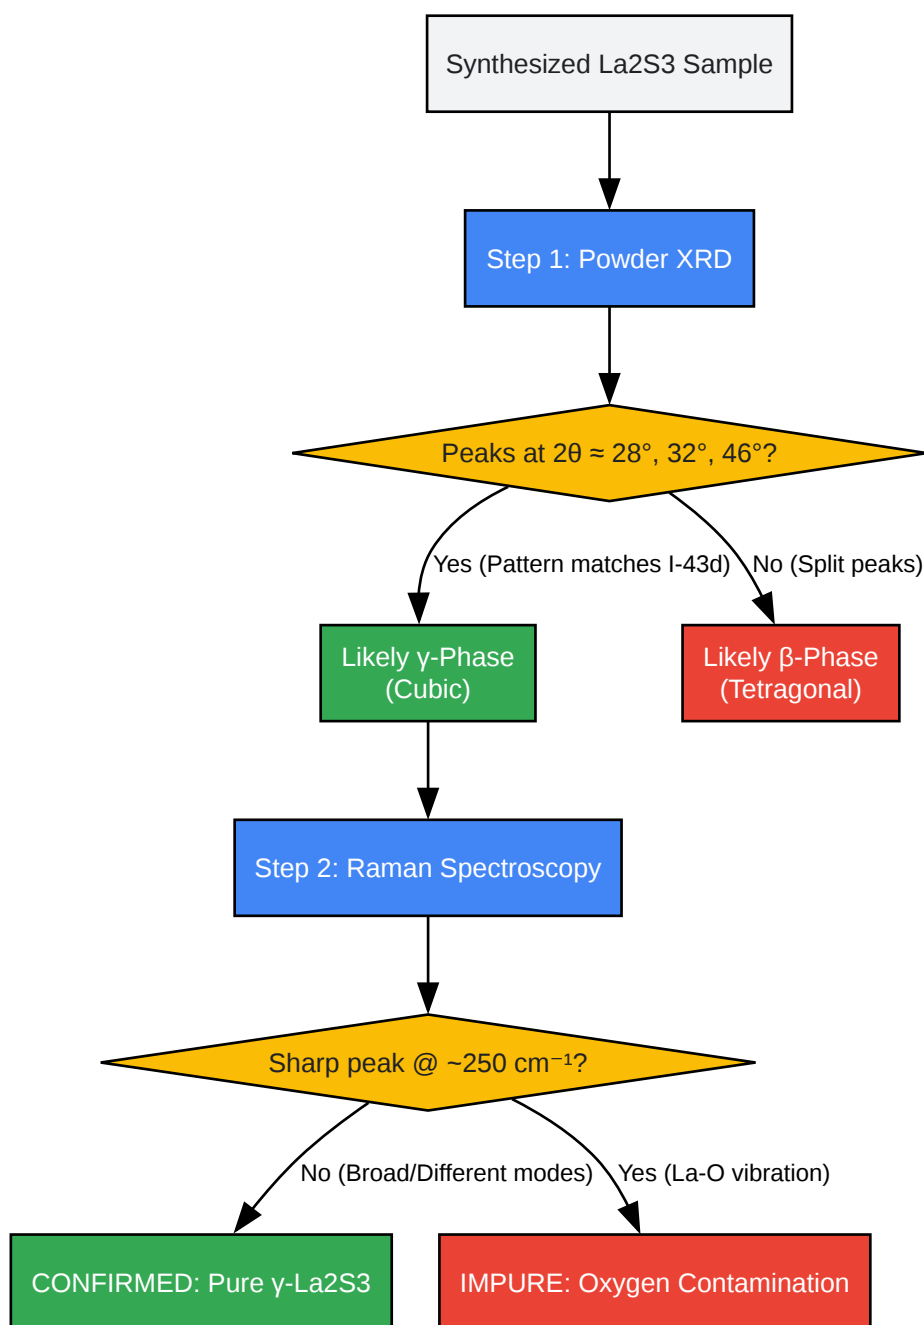 Synthesized La2S3 Sample
Step 1: Powder XRD
Peaks at 2θ ≈ 28°, 32°, 46°?
Yes (Pattern matches I-43d)
No (Split peaks)
Likely γ-Phase
(Cubic)
Likely β-Phase
(Tetragonal)
Step 2: Raman Spectroscopy
Sharp peak @ ~250 cm⁻¹?
No (Broad/Different modes)
Yes (La-O vibration)
CONFIRMED: Pure γ-La2S3
IMPURE: Oxygen Contamination